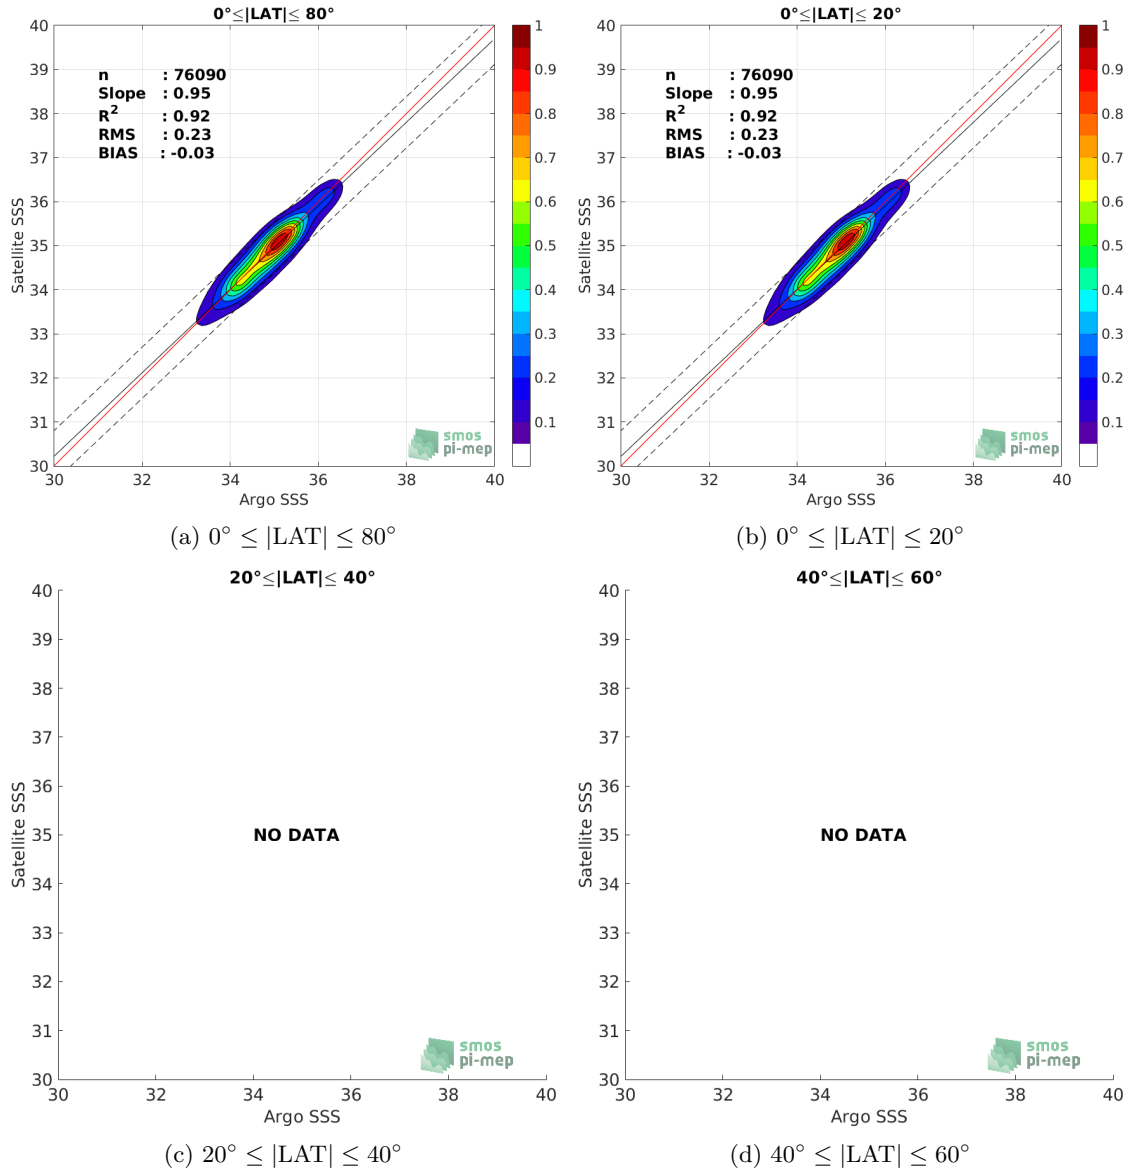 0°≤|LAT|≤ 80°
40
39
38
37
36
35
34
33
32
31
30
Satellite SSS
n : 76090
Slope : 0.95
R² : 0.92
RMS : 0.23
BIAS : -0.03
smos
pi-mep
30 32 34 36 38 40
Argo SSS
1
0.9
0.8
0.7
0.6
0.5
0.4
0.3
0.2
0.1
(a) 0° ≤ |LAT| ≤ 80°
0°≤|LAT|≤ 20°
40
39
38
37
36
35
34
33
32
31
30
Satellite SSS
n : 76090
Slope : 0.95
R² : 0.92
RMS : 0.23
BIAS : -0.03
smos
pi-mep
30 32 34 36 38 40
Argo SSS
1
0.9
0.8
0.7
0.6
0.5
0.4
0.3
0.2
0.1
(b) 0° ≤ |LAT| ≤ 20°
20°≤|LAT|≤ 40°
40
39
38
37
36
35
34
33
32
31
30
Satellite SSS
NO DATA
smos
pi-mep
30 32 34 36 38 40
Argo SSS
(c) 20° ≤ |LAT| ≤ 40°
40°≤|LAT|≤ 60°
40
39
38
37
36
35
34
33
32
31
30
Satellite SSS
NO DATA
smos
pi-mep
30 32 34 36 38 40
Argo SSS
(d) 40° ≤ |LAT| ≤ 60°